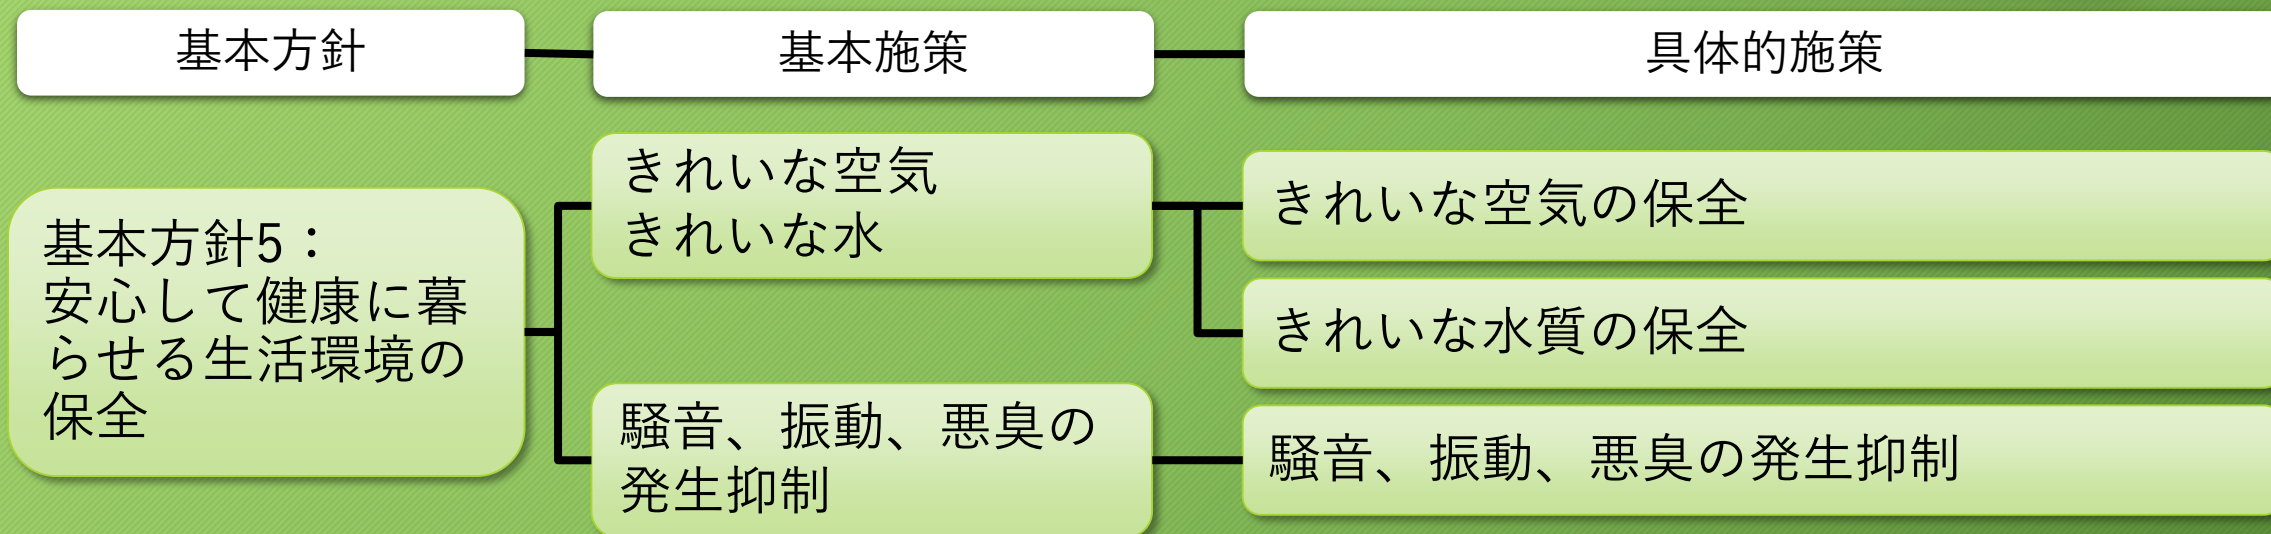 基本方針
基本施策
具体的施策
基本方針5：
安心して健康に暮
らせる生活環境の
保全
きれいな空気
きれいな水
きれいな空気の保全
きれいな水質の保全
騒音、振動、悪臭の
発生抑制
騒音、振動、悪臭の発生抑制